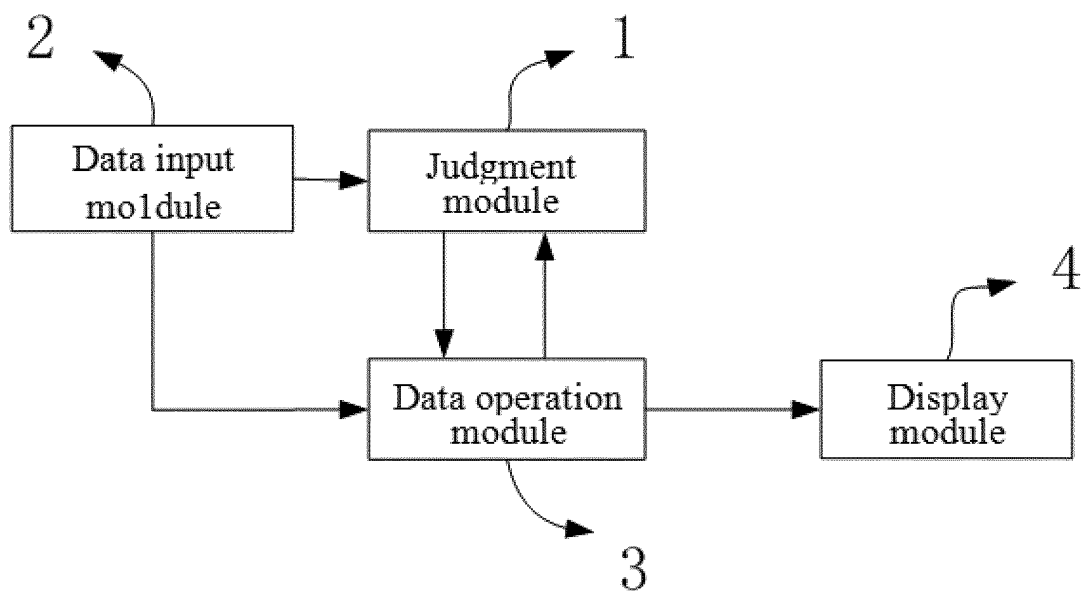 2
1
Data input
mo1dule
Judgment
module
4
Data operation
module
Display
module
3